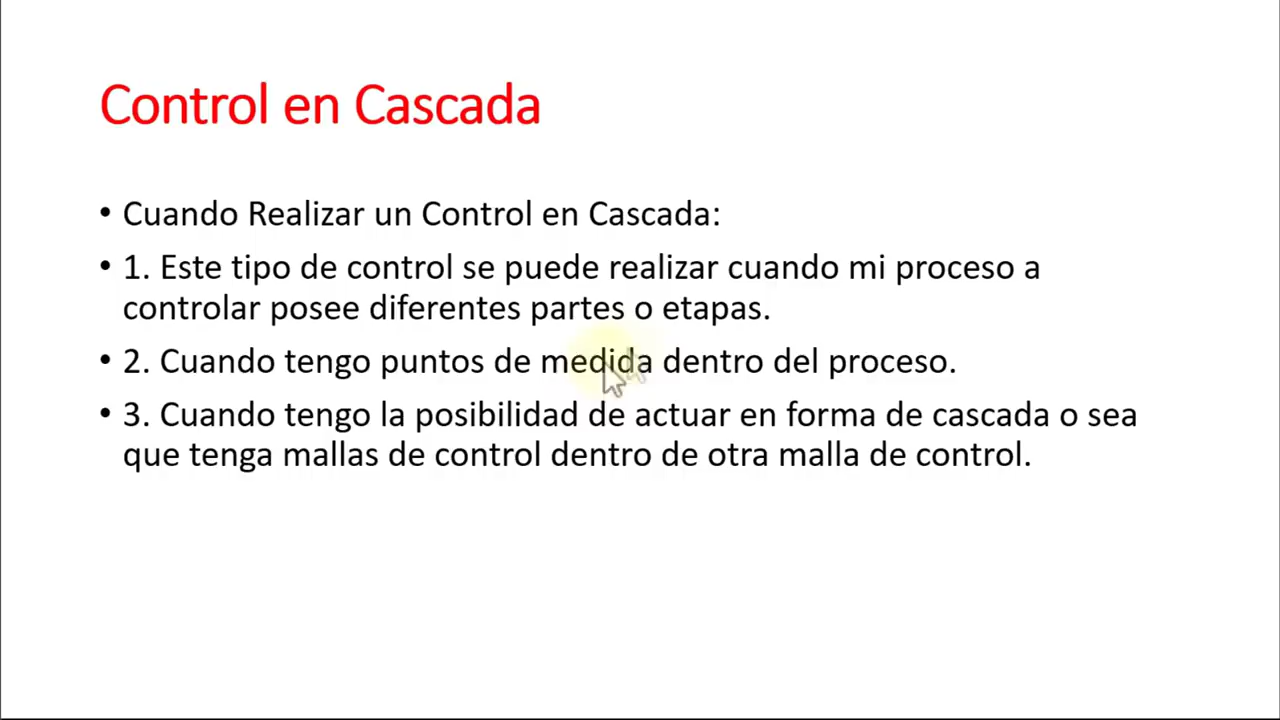 Control en Cascada
• Cuando Realizar un Control en Cascada:
• 1. Este tipo de control se puede realizar cuando mi proceso a
controlar posee diferentes partes o etapas.
• 2. Cuando tengo puntos de medida dentro del proceso.
• 3. Cuando tengo la posibilidad de actuar en forma de cascada o sea
que tenga mallas de control dentro de otra malla de control.